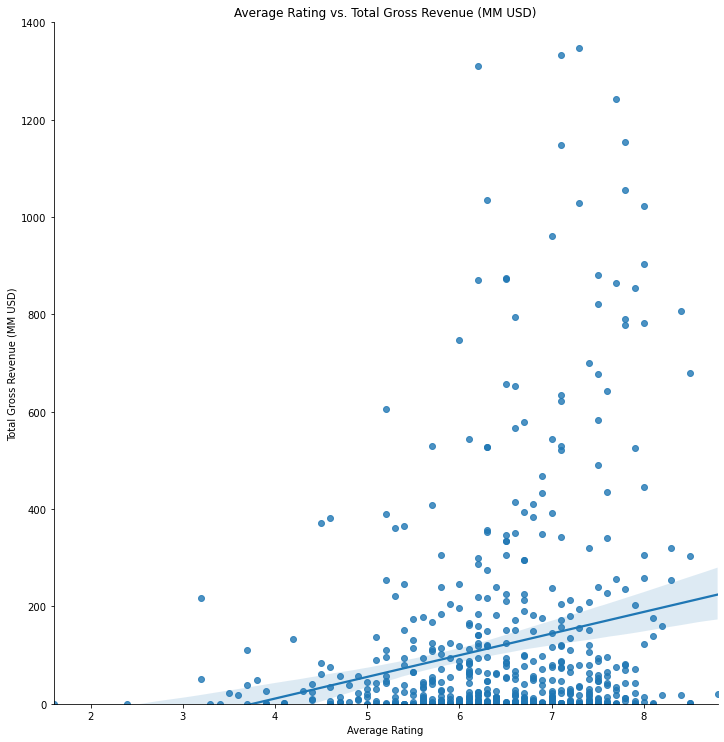 Average Rating vs. Total Gross Revenue (MM USD)
1400
1200
1000
800
600
400
200
0
Total Gross Revenue (MM USD)
2 3 4 5 6 7 8
Average Rating